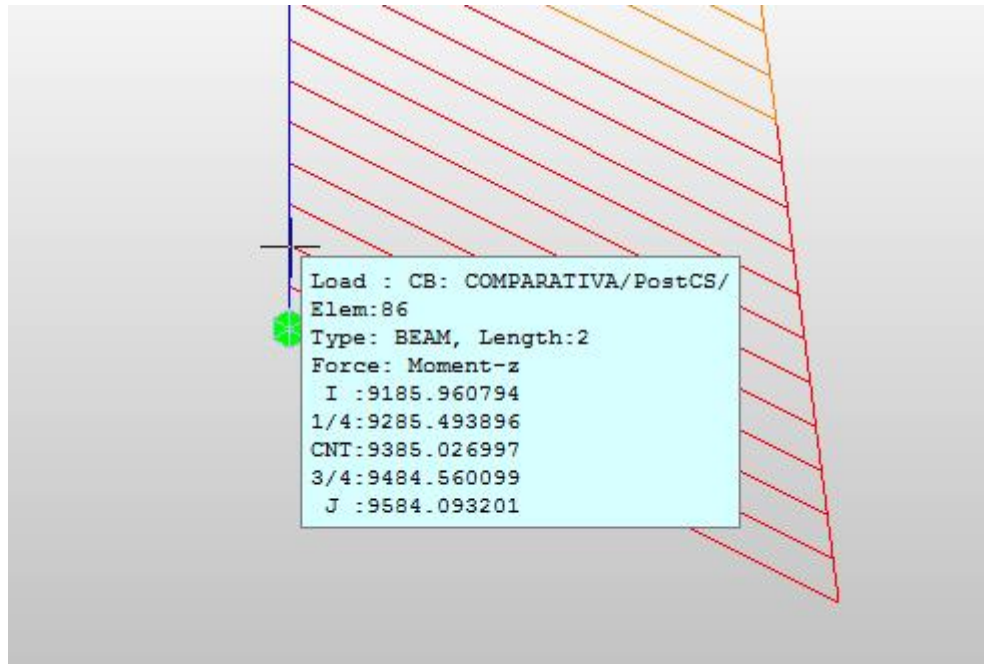 Load : CB: COMPARATIVA/PostCS/
Elem:86
Type: BEAM, Length:2
Force: Moment-z
I :9185.960794
1/4:9285.493896
CNT:9385.026997
3/4:9484.560099
J :9584.093201